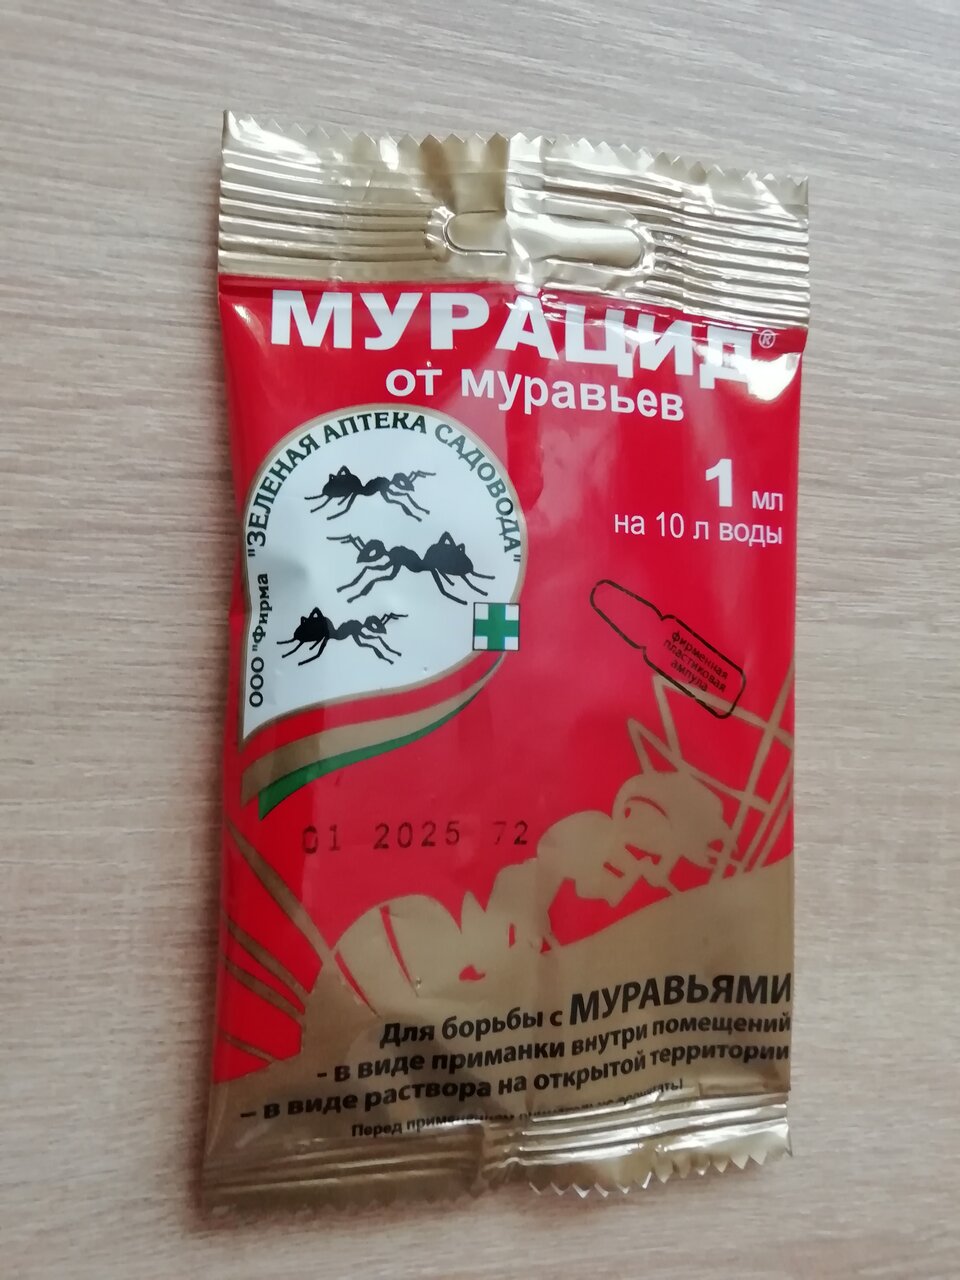 МУРАЦИД®
от муравьев
ООО "Фирма "ЗЕЛЕНАЯ АПТЕКА САДОВОДА"
1 мл
на 10 л воды
фирменная
пластиковая
ампула
01 2025 72
Для борьбы с МУРАВЬЯМИ
- в виде приманки внутри помещений
– в виде раствора на открытой территории
Перед